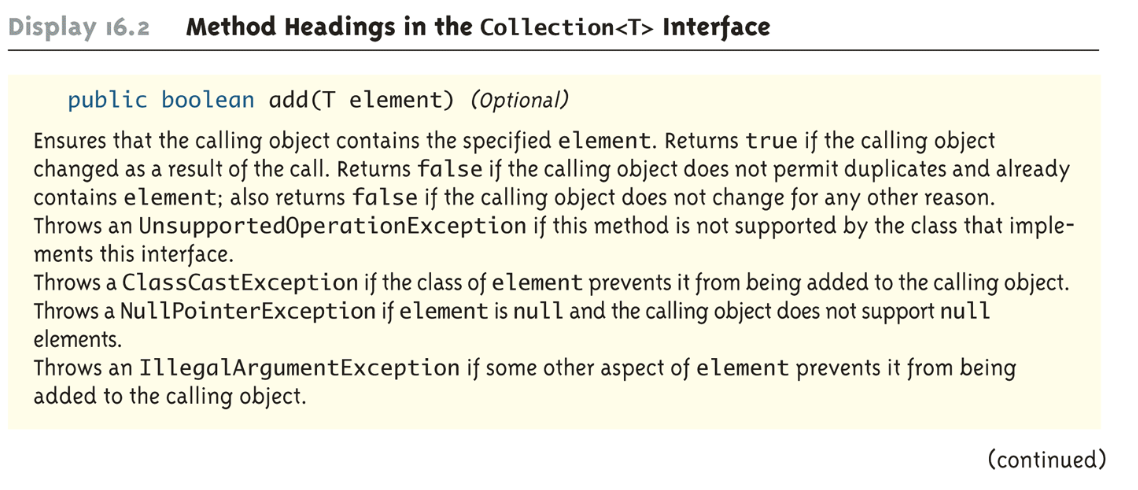 Display 16.2 Method Headings in the Collection<T> Interface
public boolean add(T element) (Optional)
Ensures that the calling object contains the specified element. Returns true if the calling object
changed as a result of the call. Returns false if the calling object does not permit duplicates and already
contains element; also returns false if the calling object does not change for any other reason.
Throws an UnsupportedOperationException if this method is not supported by the class that imple-
ments this interface.
Throws a ClassCastException if the class of element prevents it from being added to the calling object.
Throws a NullPointerException if element is null and the calling object does not support null
elements.
Throws an IllegalArgumentException if some other aspect of element prevents it from being
added to the calling object.
(continued)